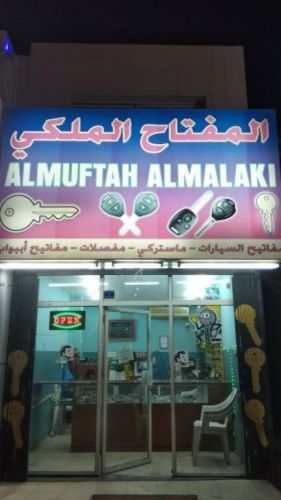 المفتاح الملكي
ALMUFTAH ALMALAKI
مفاتيح السيارات - ماستركي - مفصلات - مفاتيح أبواب
OPEN